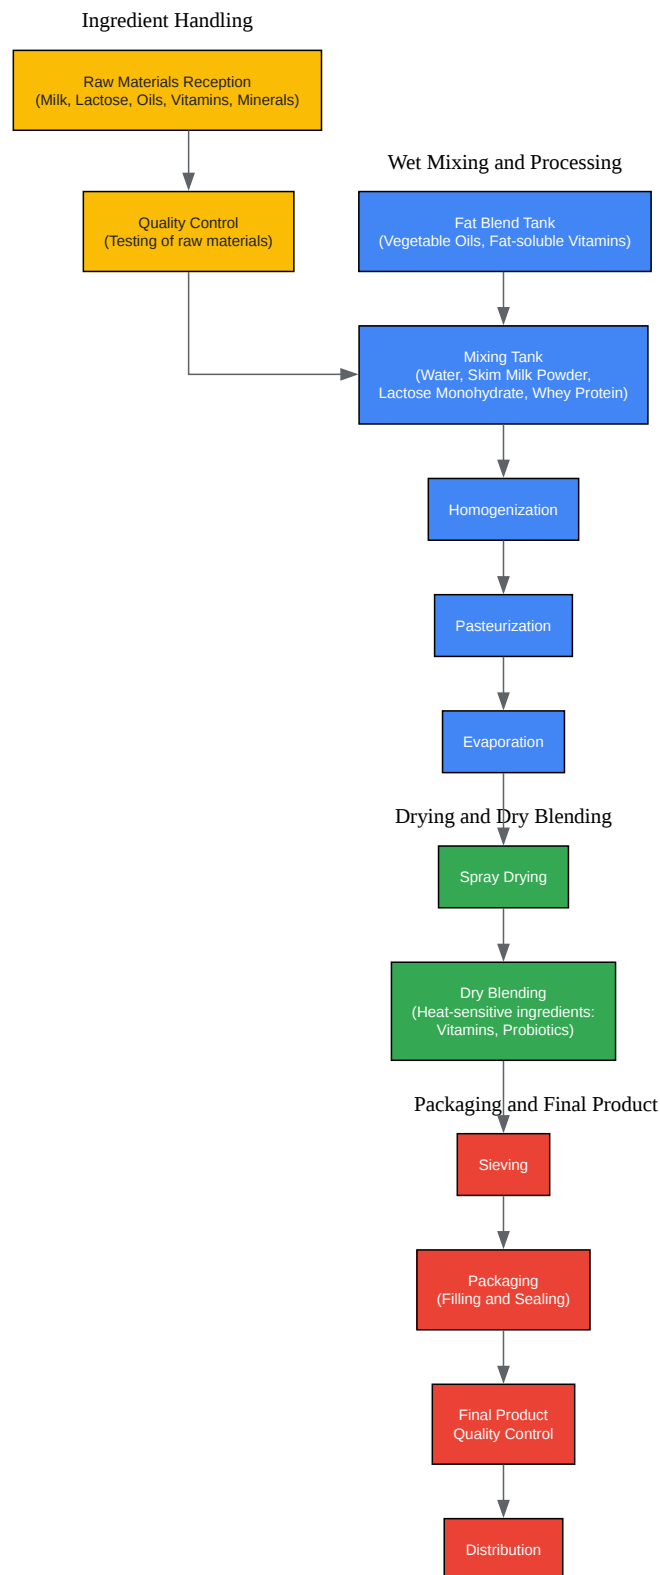 Ingredient Handling
Raw Materials Reception
(Milk, Lactose, Oils, Vitamins, Minerals)
Quality Control
(Testing of raw materials)
Wet Mixing and Processing
Fat Blend Tank
(Vegetable Oils, Fat-soluble Vitamins)
Mixing Tank
(Water, Skim Milk Powder,
Lactose Monohydrate, Whey Protein)
Homogenization
Pasteurization
Evaporation
Drying and Dry Blending
Spray Drying
Dry Blending
(Heat-sensitive ingredients:
Vitamins, Probiotics)
Packaging and Final Product
Sieving
Packaging
(Filling and Sealing)
Final Product
Quality Control
Distribution